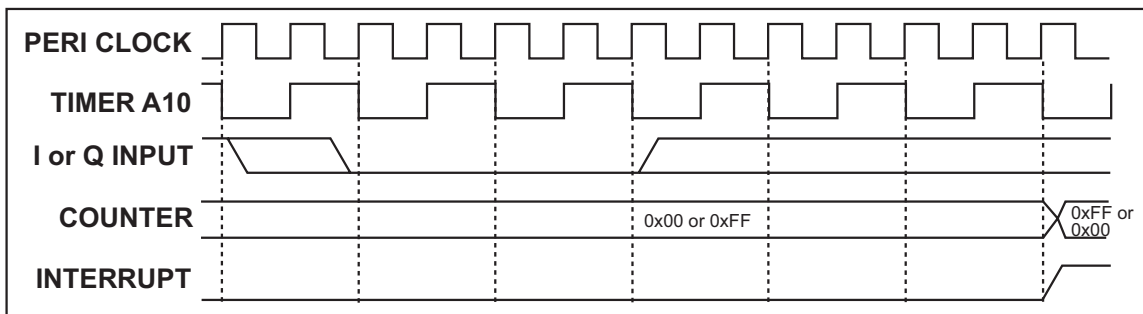 PERI CLOCK
TIMER A10
I or Q INPUT
COUNTER
0x00 or 0xFF
0xFF or
0x00
INTERRUPT